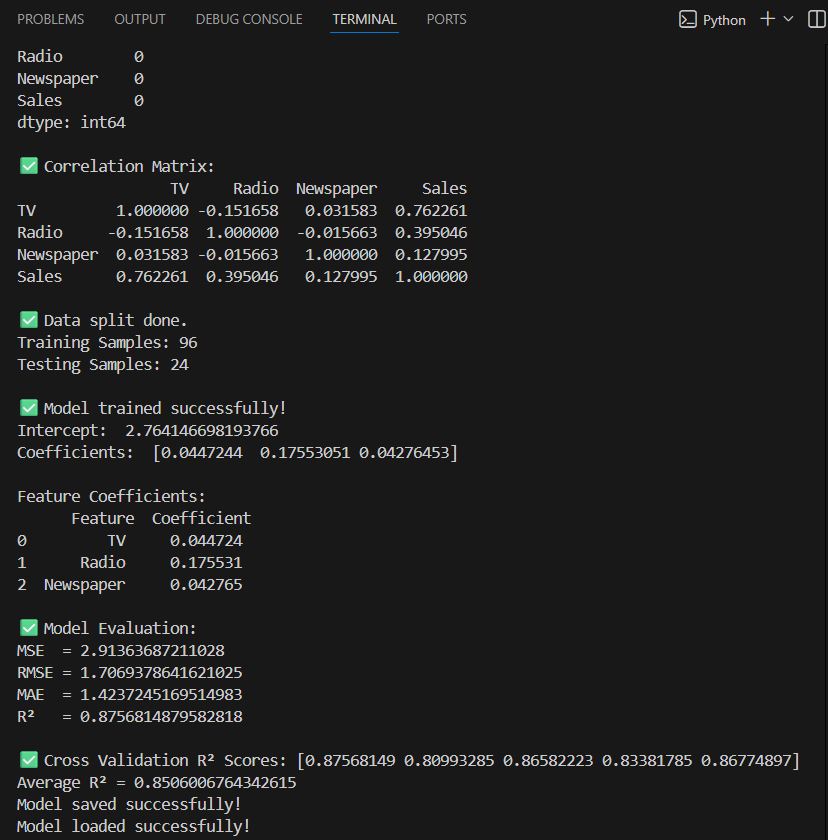 PROBLEMS OUTPUT DEBUG CONSOLE TERMINAL PORTS Python
Radio 0
Newspaper 0
Sales 0
dtype: int64
✅ Correlation Matrix:
TV Radio Newspaper Sales
TV 1.000000 -0.151658 0.031583 0.762261
Radio -0.151658 1.000000 -0.015663 0.395046
Newspaper 0.031583 -0.015663 1.000000 0.127995
Sales 0.762261 0.395046 0.127995 1.000000
✅ Data split done.
Training Samples: 96
Testing Samples: 24
✅ Model trained successfully!
Intercept: 2.764146698193766
Coefficients: [0.0447244 0.17553051 0.04276453]
Feature Coefficients:
Feature Coefficient
0 TV 0.044724
1 Radio 0.175531
2 Newspaper 0.042765
✅ Model Evaluation:
MSE = 2.91363687211028
RMSE = 1.7069378641621025
MAE = 1.4237245169514983
R² = 0.8756814879582818
✅ Cross Validation R² Scores: [0.87568149 0.80993285 0.86582223 0.83381785 0.86774897]
Average R² = 0.8506006764342615
Model saved successfully!
Model loaded successfully!